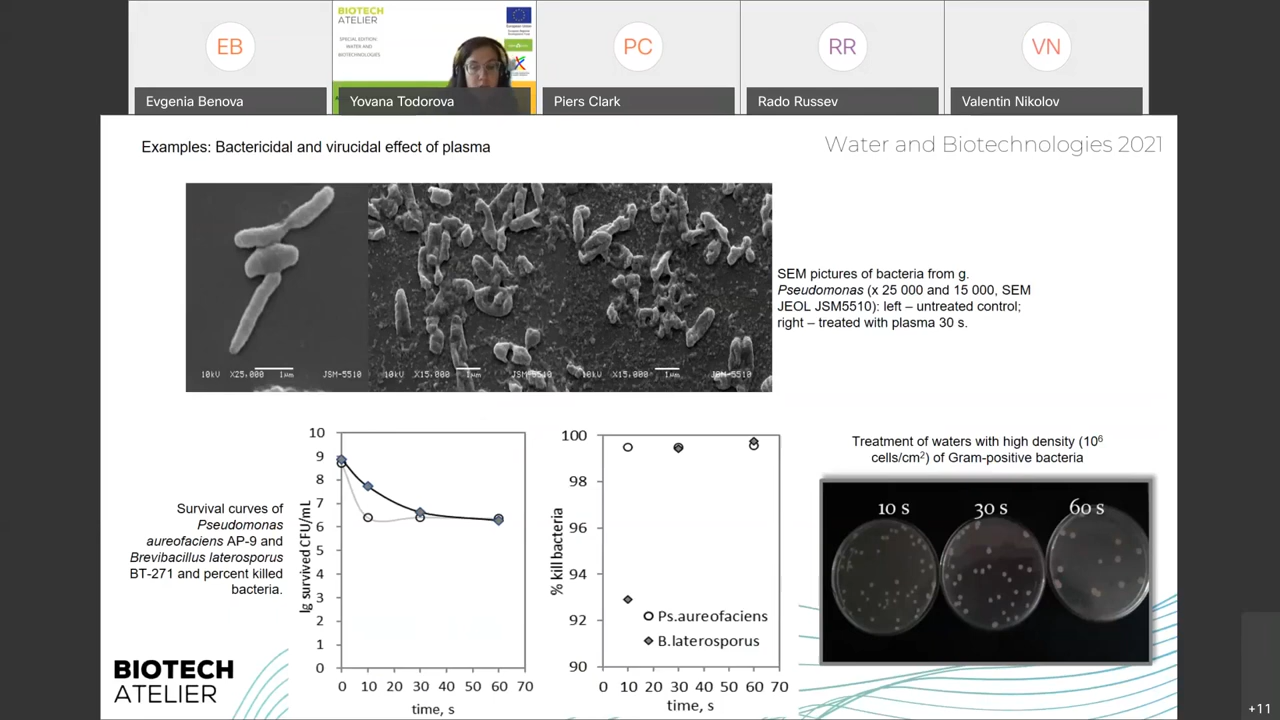 EB
Evgenia Benova
BIOTECH
ATELIER
SPECIAL EDITION:
WATER AND
BIOTECHNOLOGIES
Yovana Todorova
PC
Piers Clark
RR
Rado Russev
VN
Valentin Nikolov
Examples: Bactericidal and virucidal effect of plasma
Water and Biotechnologies 2021
10kV X25,000 1µm JSM-5510
10kV X15,000 1µm JSM-5510
10kV X15,000 1µm JSM-5510
SEM pictures of bacteria from g.
Pseudomonas (x 25 000 and 15 000, SEM
JEOL JSM5510): left – untreated control;
right – treated with plasma 30 s.
Survival curves of
Pseudomonas
aureofaciens AP-9 and
Brevibacillus laterosporus
BT-271 and percent killed
bacteria.
lg survived CFU/mL
10
9
8
7
6
5
4
3
2
1
0
0 10 20 30 40 50 60 70
time, s
% kill bacteria
100
98
96
94
92
90
Ps.aureofaciens
B.laterosporus
0 10 20 30 40 50 60 70
time, s
Treatment of waters with high density (10⁶
cells/cm²) of Gram-positive bacteria
10 s 30 s 60 s
BIOTECH
ATELIER
+11